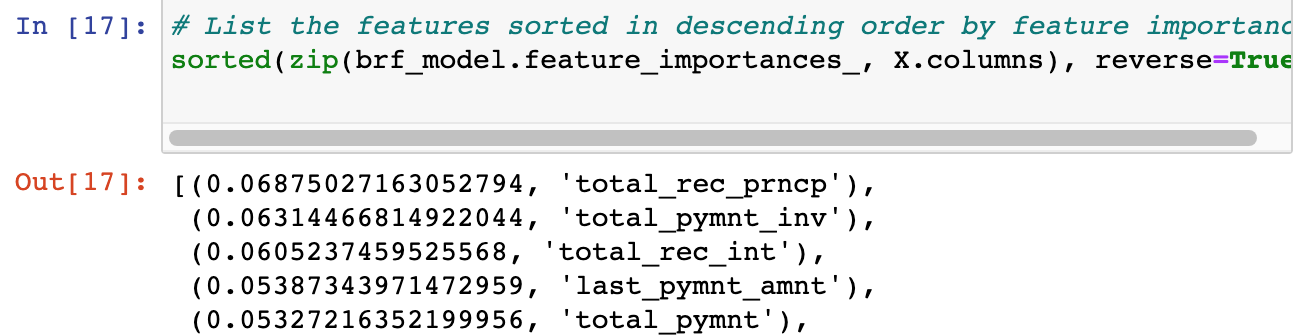 In [17]: # List the features sorted in descending order by feature importanc
sorted(zip(brf_model.feature_importances_, X.columns), reverse=True
Out[17]: [(0.06875027163052794, 'total_rec_prncp'),
(0.06314466814922044, 'total_pymnt_inv'),
(0.0605237459525568, 'total_rec_int'),
(0.05387343971472959, 'last_pymnt_amnt'),
(0.05327216352199956, 'total_pymnt'),